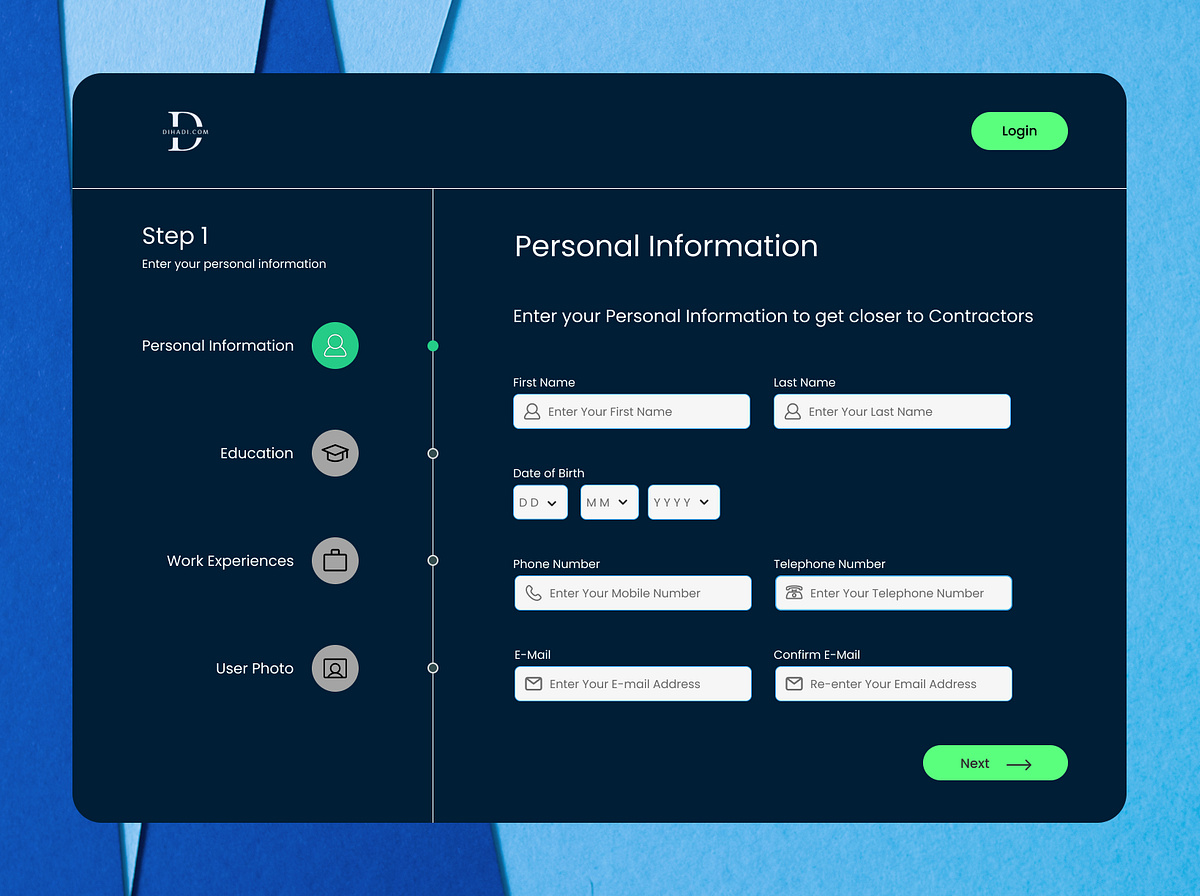 DIHADI.COM
D
Login
Step 1
Enter your personal information
Personal Information
Education
Work Experiences
User Photo
Personal Information
Enter your Personal Information to get closer to Contractors
First Name
Last Name
Enter Your First Name
Enter Your Last Name
Date of Birth
DD
MM
YYYY
Phone Number
Telephone Number
Enter Your Mobile Number
Enter Your Telephone Number
E-Mail
Confirm E-Mail
Enter Your E-mail Address
Re-enter Your Email Address
Next